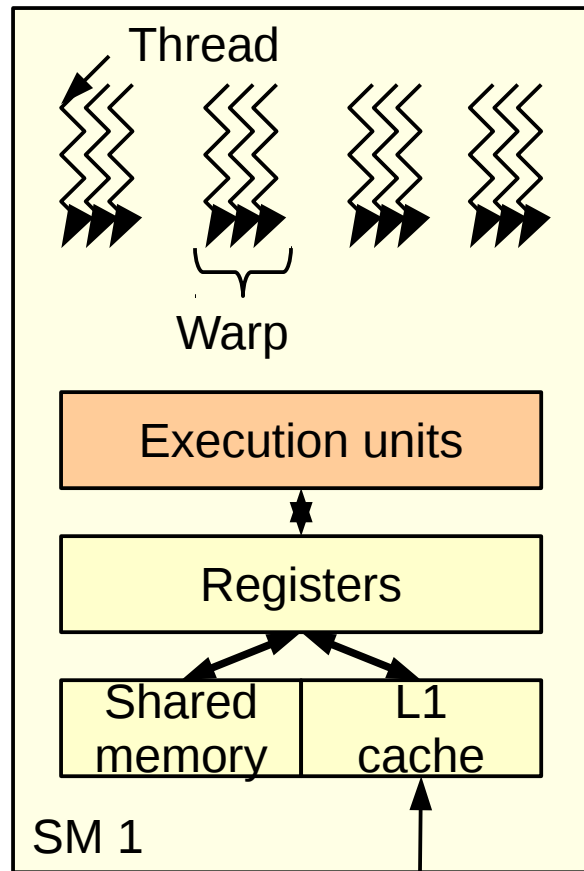 Thread
Warp
Execution units
Registers
Shared
memory
L1
cache
SM 1